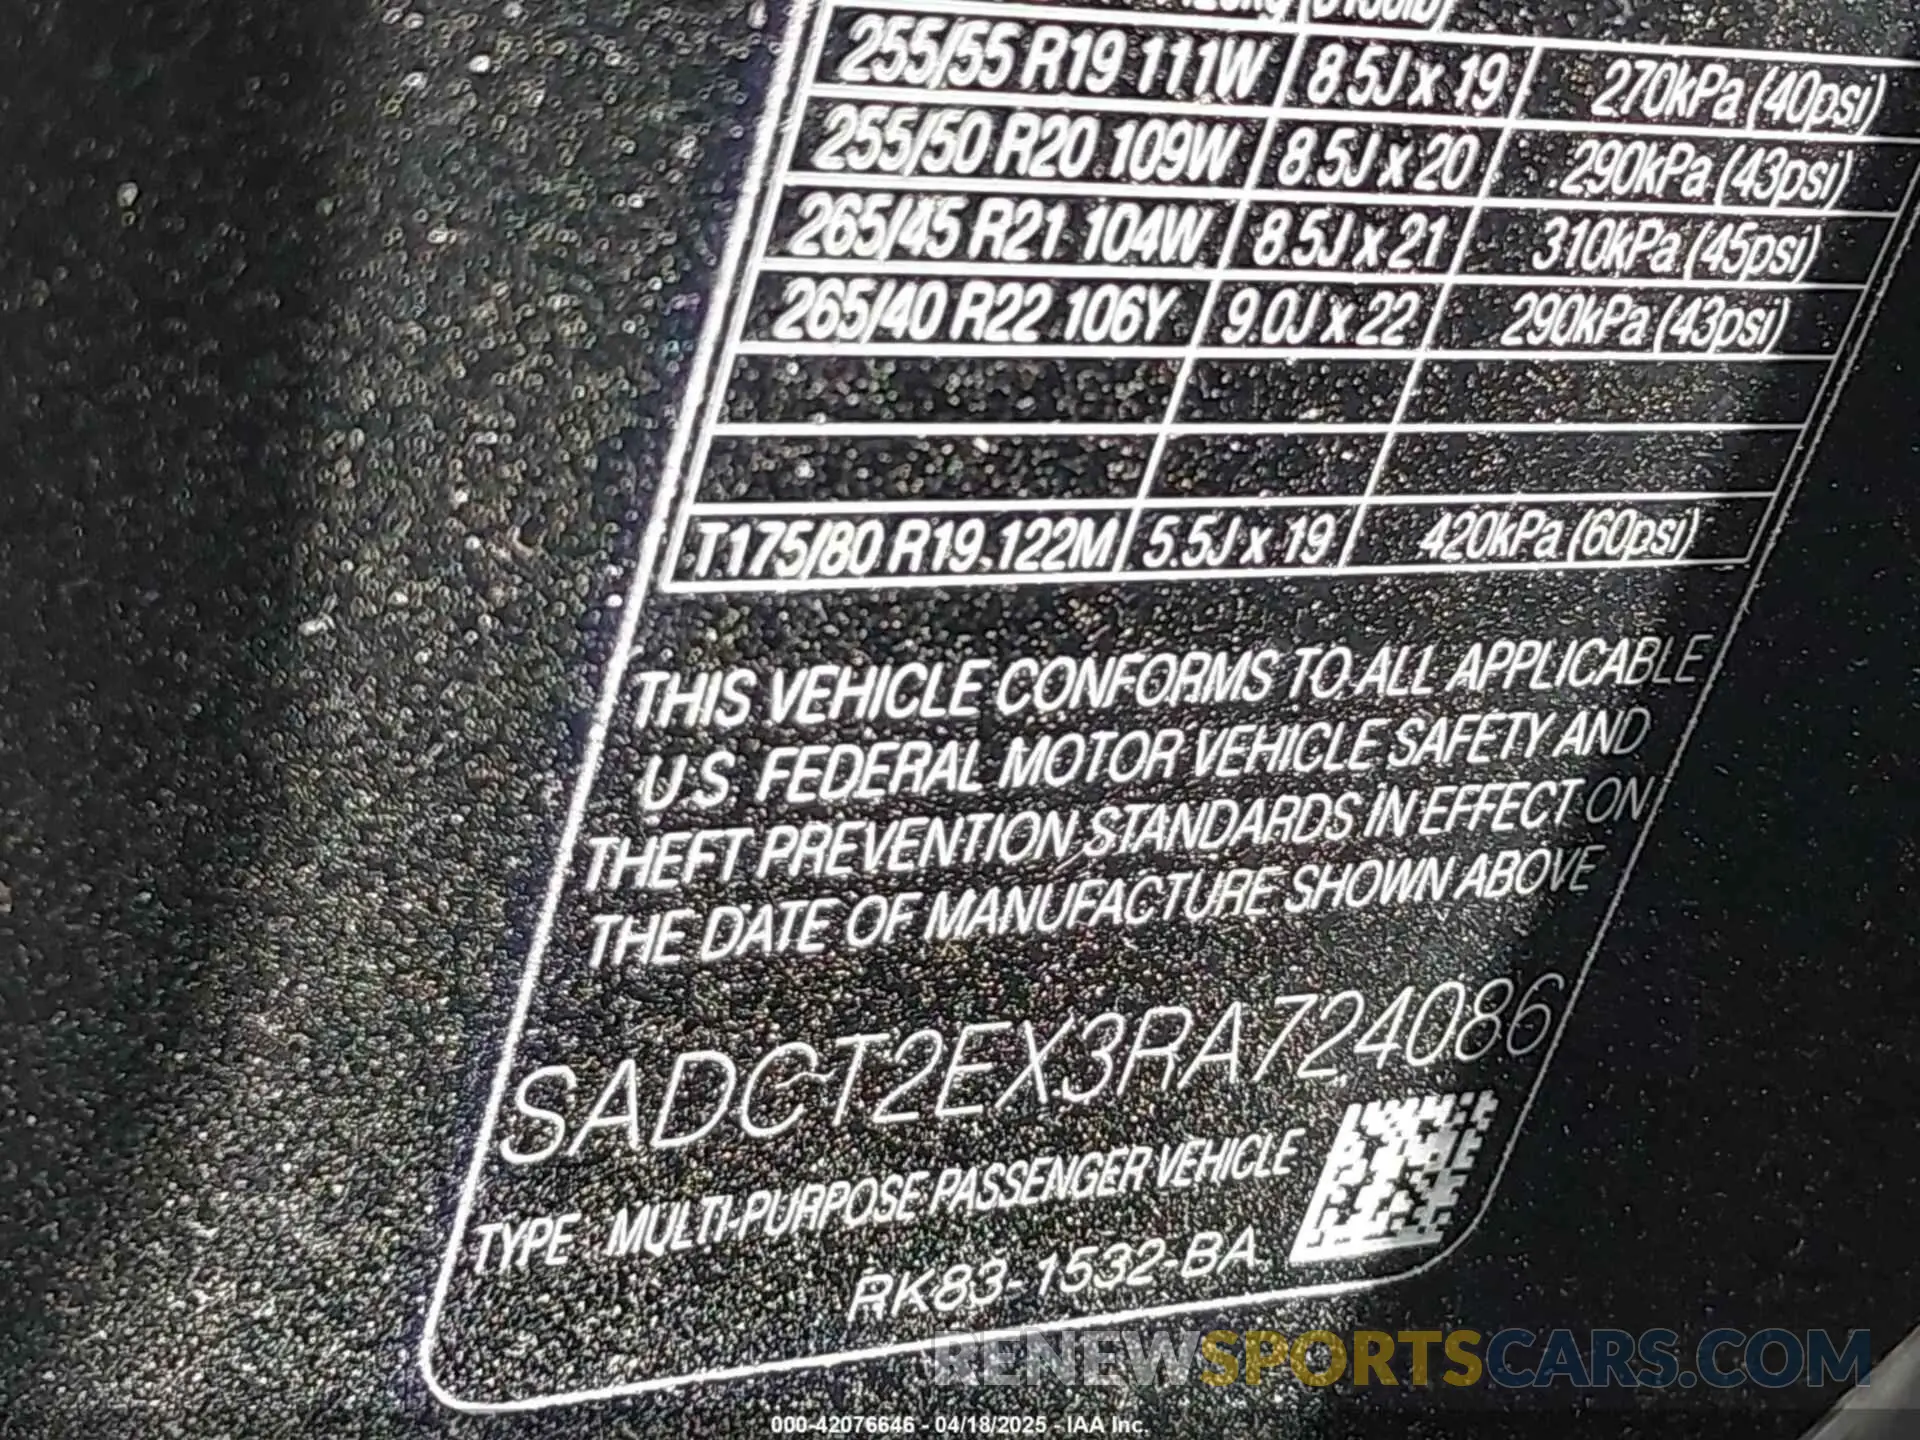 255/55 R19 111W 8.5J x 19 270kPa (40psi)
255/50 R20 109W 8.5J x 20 290kPa (43psi)
265/45 R21 104W 8.5J x 21 310kPa (45psi)
265/40 R22 106Y 9.0J x 22 290kPa (43psi)
T175/80 R19 122M 5.5J x 19 420kPa (60psi)
THIS VEHICLE CONFORMS TO ALL APPLICABLE
U.S. FEDERAL MOTOR VEHICLE SAFETY AND
THEFT PREVENTION STANDARDS IN EFFECT ON
THE DATE OF MANUFACTURE SHOWN ABOVE
SADCT2EX3RA724086
TYPE: MULTI-PURPOSE PASSENGER VEHICLE
RK83-1532-BA
RENEWSPORTSCARS.COM
000-42076646 - 04/18/2025 - IAA Inc.